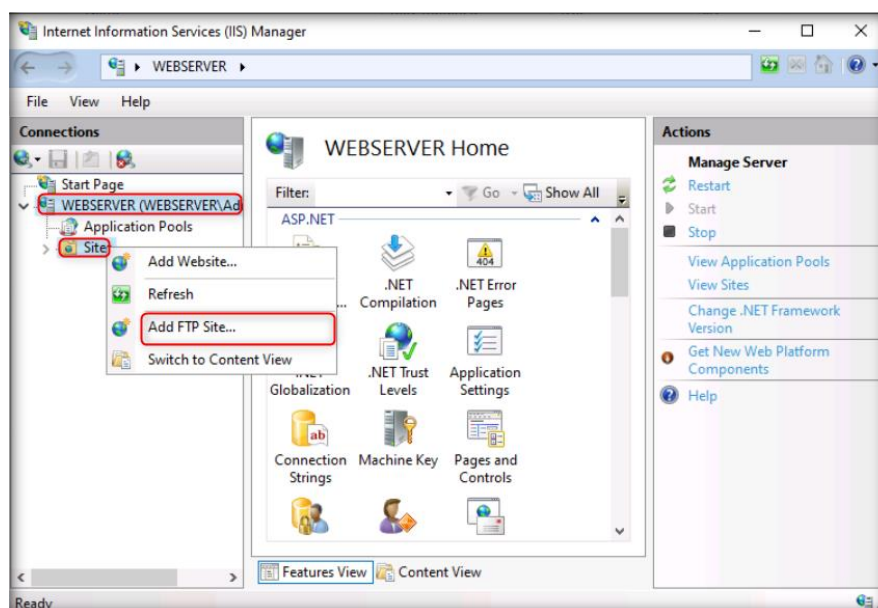 Internet Information Services (IIS) Manager
WEBSERVER
File View Help
Connections
Start Page
WEBSERVER (WEBSERVER\Ad
Application Pools
Site
Add Website...
Refresh
Add FTP Site...
Switch to Content View
WEBSERVER Home
Filter: Go Show All
ASP.NET
.NET Compilation
.NET Error Pages
404
Globalization
.NET Trust Levels
Application Settings
ab
Connection Strings
Machine Key
Pages and Controls
Features View Content View
Actions
Manage Server
Restart
Start
Stop
View Application Pools
View Sites
Change .NET Framework
Version
Get New Web Platform
Components
Help
Ready